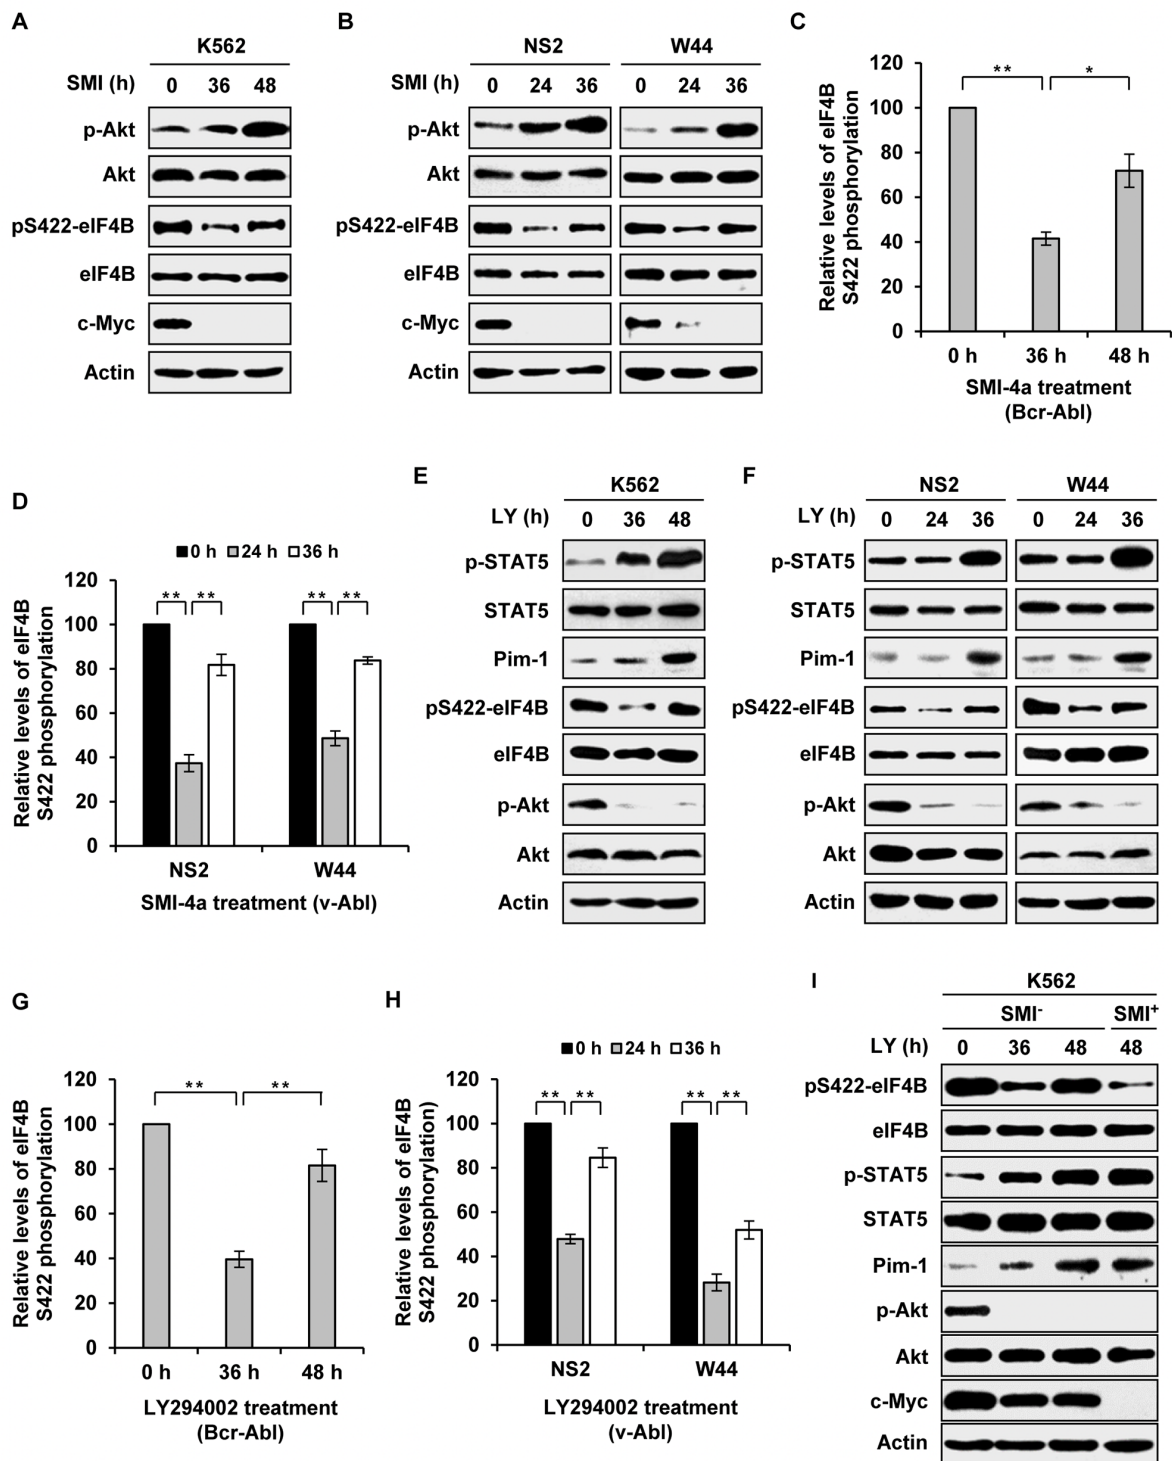 A
K562
SMI (h) 0 36 48
p-Akt
Akt
pS422-eIF4B
eIF4B
c-Myc
Actin
B
NS2 W44
SMI (h) 0 24 36 0 24 36
p-Akt
Akt
pS422-eIF4B
eIF4B
c-Myc
Actin
C
Relative levels of eIF4B
S422 phosphorylation
120
100
80
60
40
20
0
** *
0 h 36 h 48 h
SMI-4a treatment
(Bcr-Abl)
D
0 h 24 h 36 h
Relative levels of eIF4B
S422 phosphorylation
120
100
80
60
40
20
0
** ** ** **
NS2 W44
SMI-4a treatment (v-Abl)
E
K562
LY (h) 0 36 48
p-STAT5
STAT5
Pim-1
pS422-eIF4B
eIF4B
p-Akt
Akt
Actin
F
NS2 W44
LY (h) 0 24 36 0 24 36
p-STAT5
STAT5
Pim-1
pS422-eIF4B
eIF4B
p-Akt
Akt
Actin
G
Relative levels of eIF4B
S422 phosphorylation
120
100
80
60
40
20
0
** **
0 h 36 h 48 h
LY294002 treatment
(Bcr-Abl)
H
0 h 24 h 36 h
Relative levels of eIF4B
S422 phosphorylation)
120
100
80
60
40
20
0
** ** ** **
NS2 W44
LY294002 treatment
(v-Abl)
I
K562
SMI⁻ SMI⁺
LY (h) 0 36 48 48
pS422-eIF4B
eIF4B
p-STAT5
STAT5
Pim-1
p-Akt
Akt
c-Myc
Actin